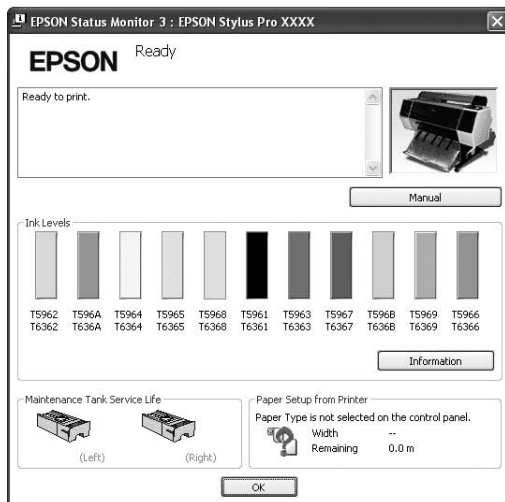 EPSON Status Monitor 3 : EPSON Stylus Pro XXXX
EPSON
Ready
Ready to print.
Manual
Ink Levels
T5962 T596A T5964 T5965 T5968 T5961 T5963 T5967 T596B T5969 T5966
T6362 T636A T6364 T6365 T6368 T6361 T6363 T6367 T636B T6369 T6366
Information
Maintenance Tank Service Life
(Left) (Right)
Paper Setup from Printer
Paper Type is not selected on the control panel.
Width --
Remaining 0.0 m
OK